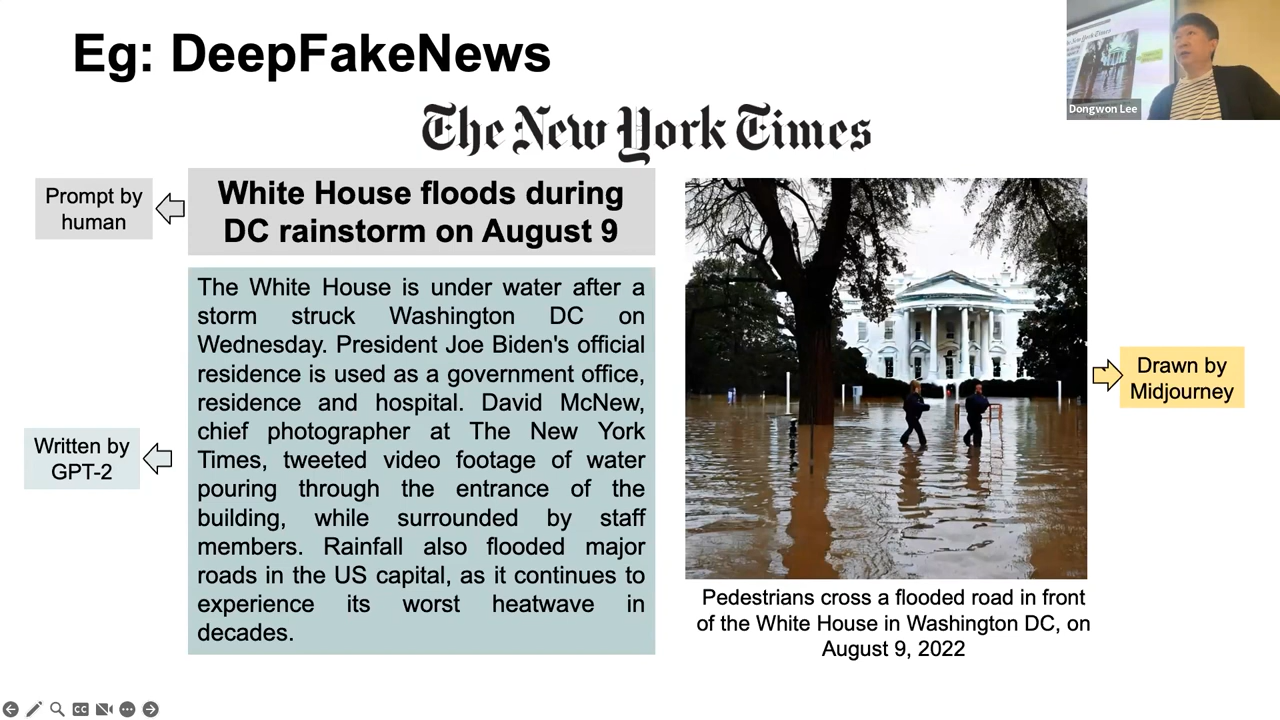 Eg: DeepFakeNews
Dongwon Lee
The New York Times
Prompt by
human
White House floods during
DC rainstorm on August 9
The White House is under water after a
storm struck Washington DC on
Wednesday. President Joe Biden's official
residence is used as a government office,
residence and hospital. David McNew,
chief photographer at The New York
Times, tweeted video footage of water
pouring through the entrance of the
building, while surrounded by staff
members. Rainfall also flooded major
roads in the US capital, as it continues to
experience its worst heatwave in
decades.
Written by
GPT-2
Drawn by
Midjourney
Pedestrians cross a flooded road in front
of the White House in Washington DC, on
August 9, 2022
CC